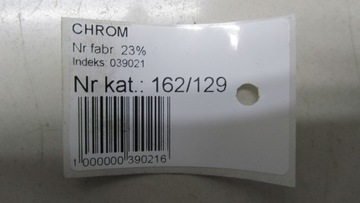 CHROM
Nr fabr. 23%
Indeks: 039021
Nr kat.: 162/129
1 000000 390216